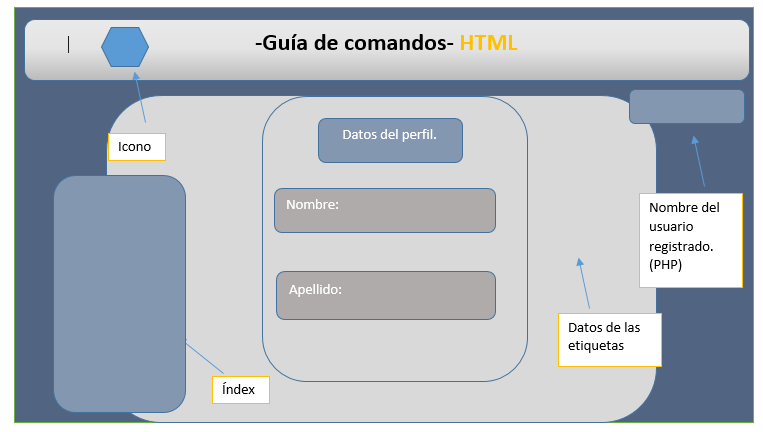 -Guía de comandos- HTML
Datos del perfil.
Icono
Nombre:
Nombre del
usuario
registrado.
(PHP)
Apellido:
Datos de las
etiquetas
Índex